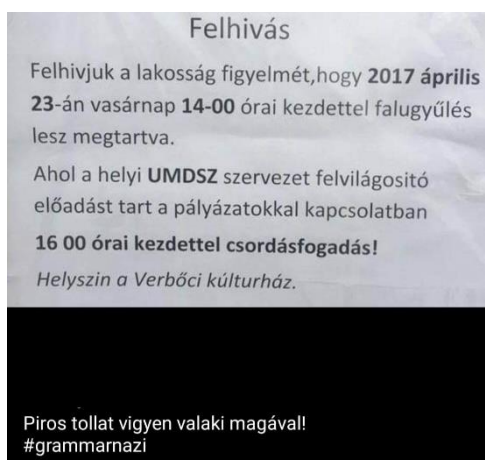 Felhivás
Felhivjuk a lakosság figyelmét,hogy 2017 április
23-án vasárnap 14-00 órai kezdettel falugyűlés
lesz megtartva.
Ahol a helyi UMDSZ szervezet felvilágositó
előadást tart a pályázatokkal kapcsolatban
16 00 órai kezdettel csordásfogadás!
Helyszin a Verbőci kúlturház.
Piros tollat vigyen valaki magával!
#grammarnazi